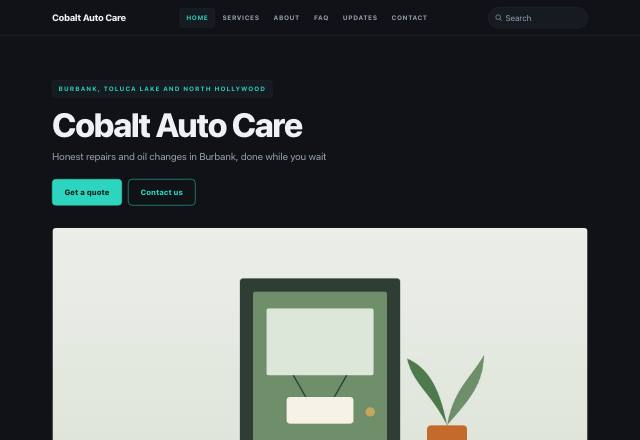 Cobalt Auto Care
HOME SERVICES ABOUT FAQ UPDATES CONTACT
Search
BURBANK, TOLUCA LAKE AND NORTH HOLLYWOOD
Cobalt Auto Care
Honest repairs and oil changes in Burbank, done while you wait
Get a quote
Contact us